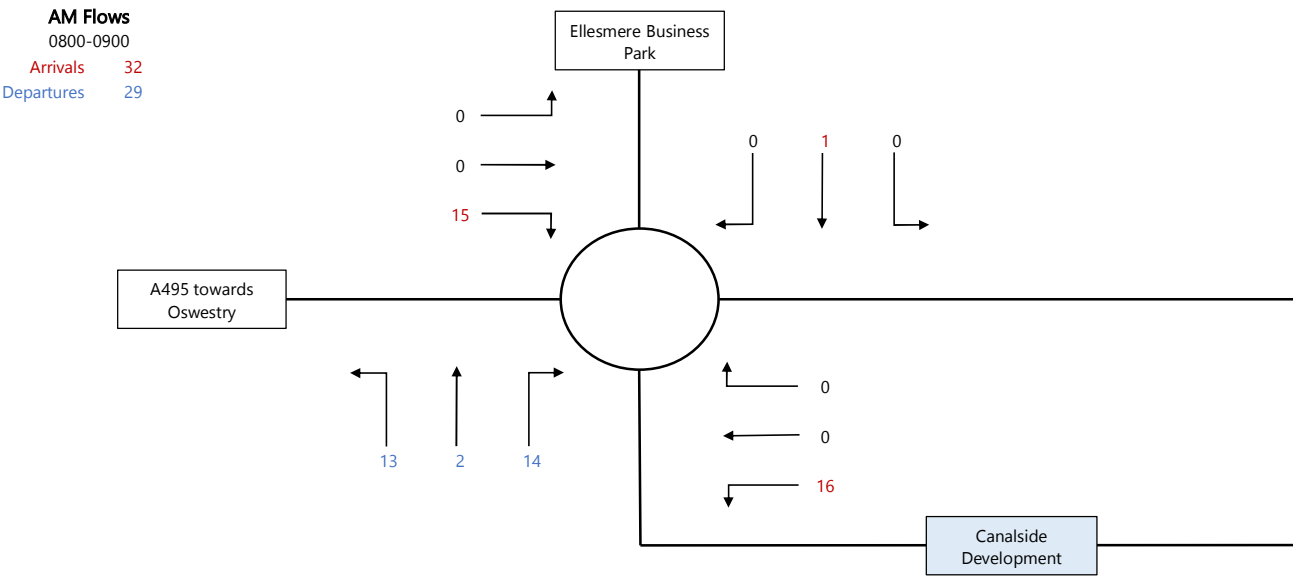 AM Flows
0800-0900
Arrivals 32
Departures 29
Ellesmere Business
Park
0
0
15
0 1 0
A495 towards
Oswestry
13 2 14
0
0
16
Canalside
Development